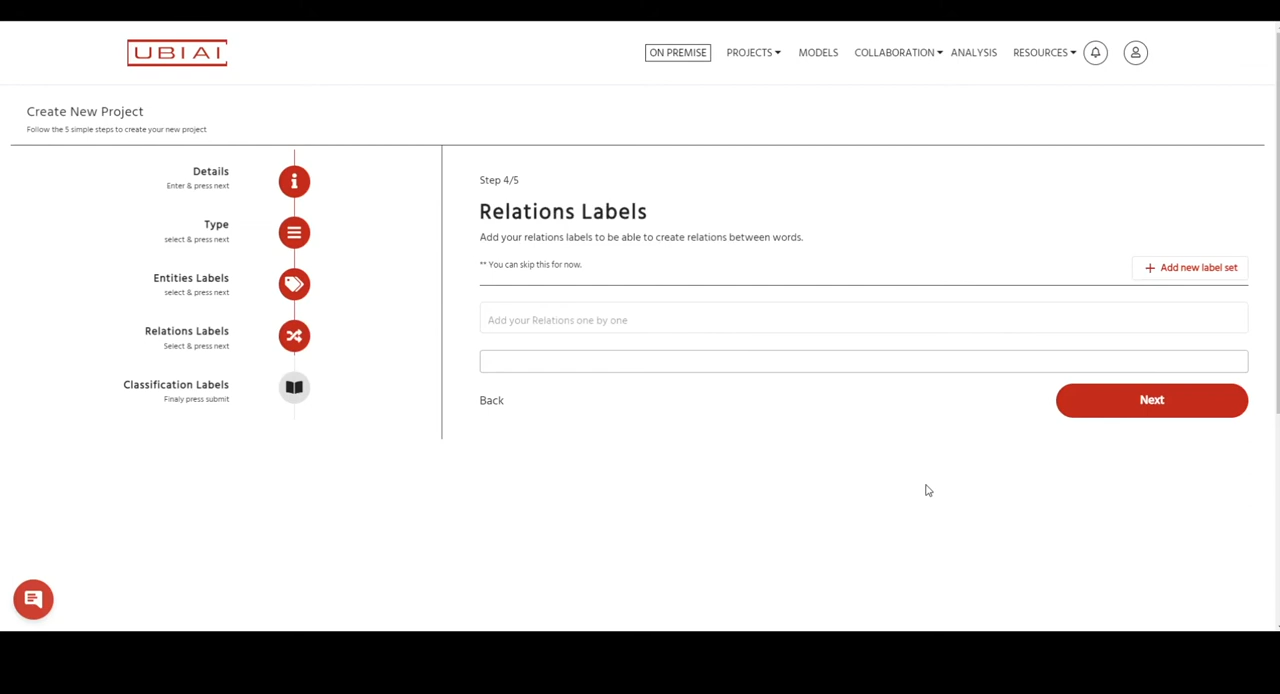 UBIAI
ON PREMISE PROJECTS MODELS COLLABORATION ANALYSIS RESOURCES
Create New Project
Follow the 5 simple steps to create your new project
Details
Enter & press next
Type
select & press next
Entities Labels
select & press next
Relations Labels
Select & press next
Classification Labels
Finaly press submit
Step 4/5
Relations Labels
Add your relations labels to be able to create relations between words.
** You can skip this for now.
+ Add new label set
Add your Relations one by one
Back
Next